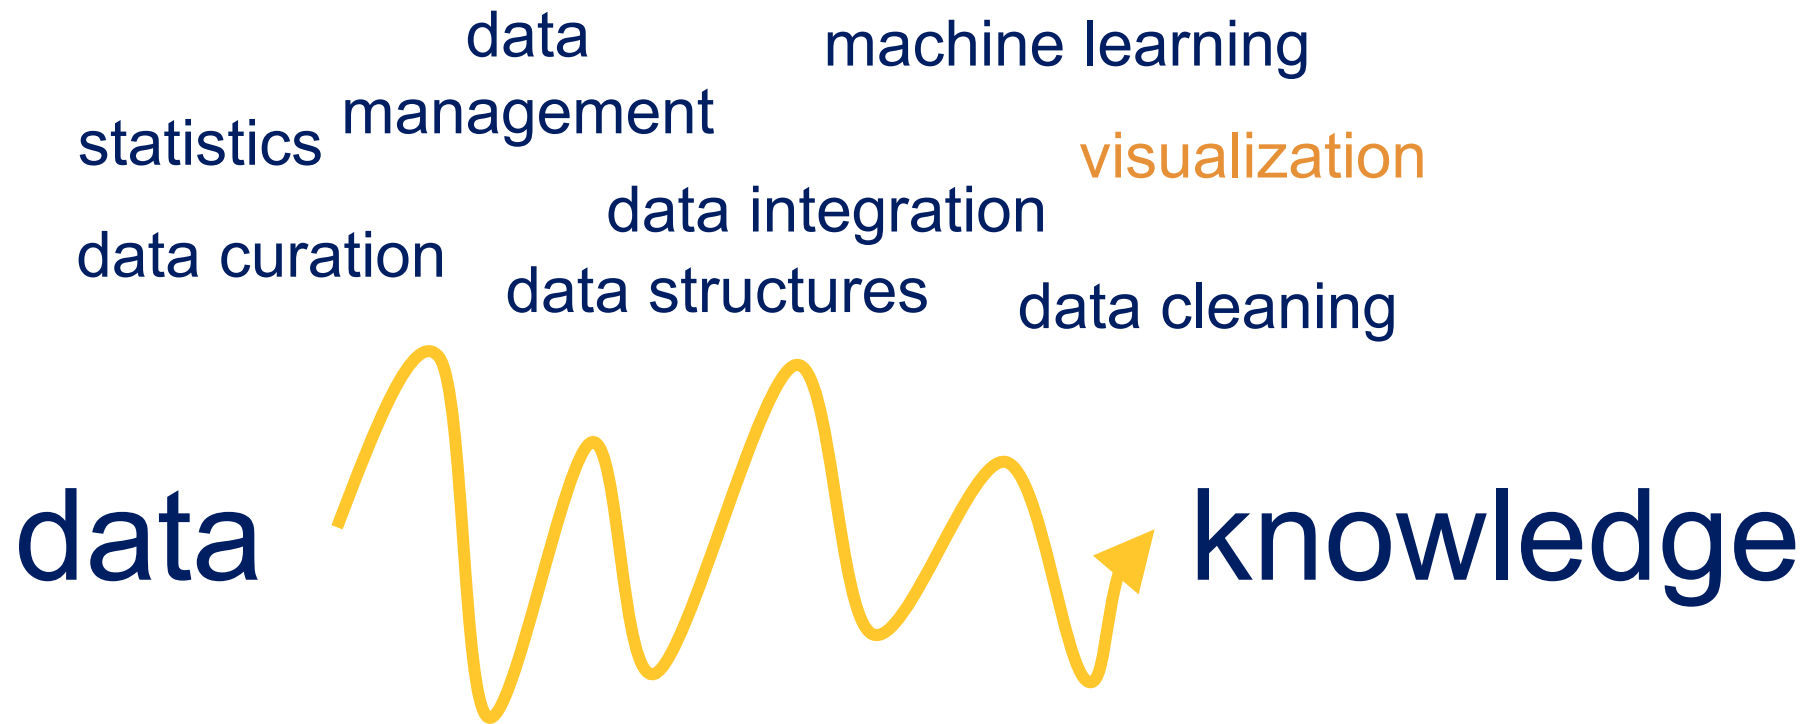 data
management
machine learning
statistics
visualization
data integration
data curation
data structures
data cleaning
data
knowledge